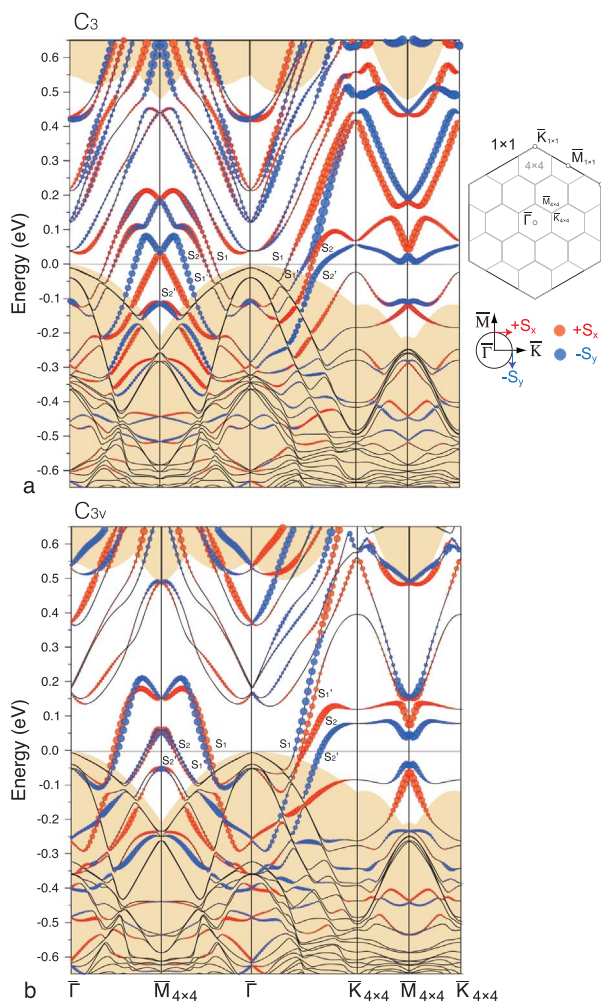 C3
Energy (eV)
0.6
0.5
0.4
0.3
0.2
0.1
0.0
-0.1
-0.2
-0.3
-0.4
-0.5
-0.6
S2
S1
S2'
S1
S1'
S2
S2'
a
1×1
K̄1×1
M̄1×1
4×4
M̄4×4
Γ̄
K̄4×4
M̄
+Sx
Γ̄
K̄
-Sy
+Sx
-Sy
C3v
Energy (eV)
0.6
0.5
0.4
0.3
0.2
0.1
0.0
-0.1
-0.2
-0.3
-0.4
-0.5
-0.6
S2
S1
S2'
S1
S1'
S2
S1
S2'
b
Γ̄ M̄4×4 Γ̄ K̄4×4 M̄4×4 K̄4×4